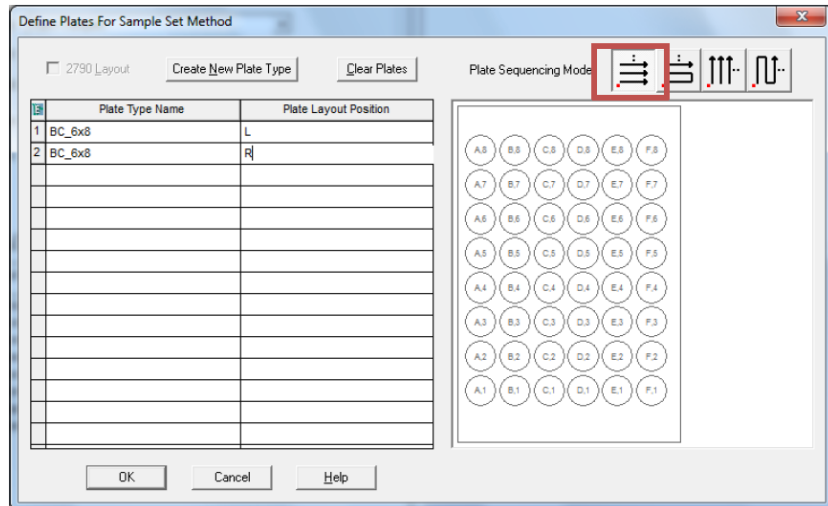 Define Plates For Sample Set Method
2790 Layout
Create New Plate Type
Clear Plates
Plate Sequencing Mode
Plate Type Name Plate Layout Position
1 BC_6x8 L
2 BC_6x8 R
A,8 B,8 C,8 D,8 E,8 F,8
A,7 B,7 C,7 D,7 E,7 F,7
A,6 B,6 C,6 D,6 E,6 F,6
A,5 B,5 C,5 D,5 E,5 F,5
A,4 B,4 C,4 D,4 E,4 F,4
A,3 B,3 C,3 D,3 E,3 F,3
A,2 B,2 C,2 D,2 E,2 F,2
A,1 B,1 C,1 D,1 E,1 F,1
OK Cancel Help